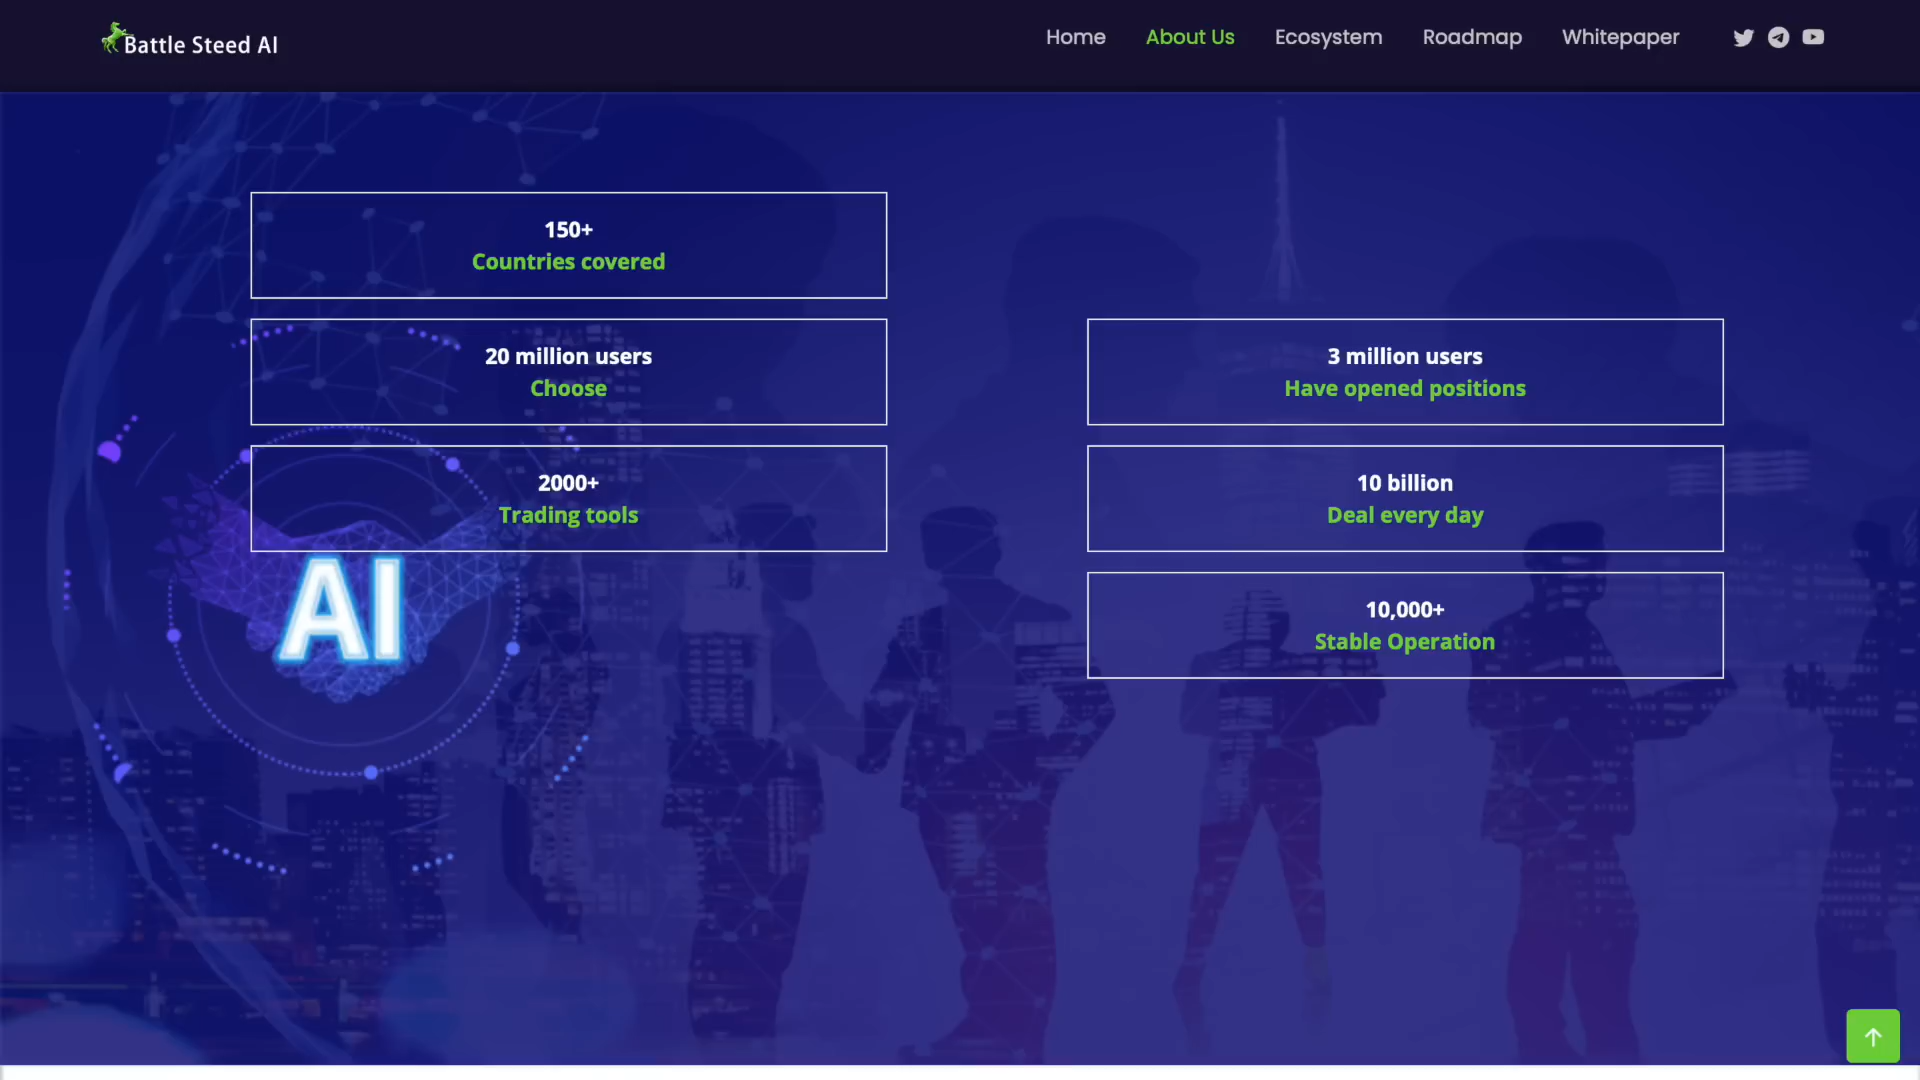 Battle Steed AI
Home
About Us
Ecosystem
Roadmap
Whitepaper
150+
Countries covered
20 million users
Choose
2000+
Trading tools
3 million users
Have opened positions
10 billion
Deal every day
10,000+
Stable Operation
AI